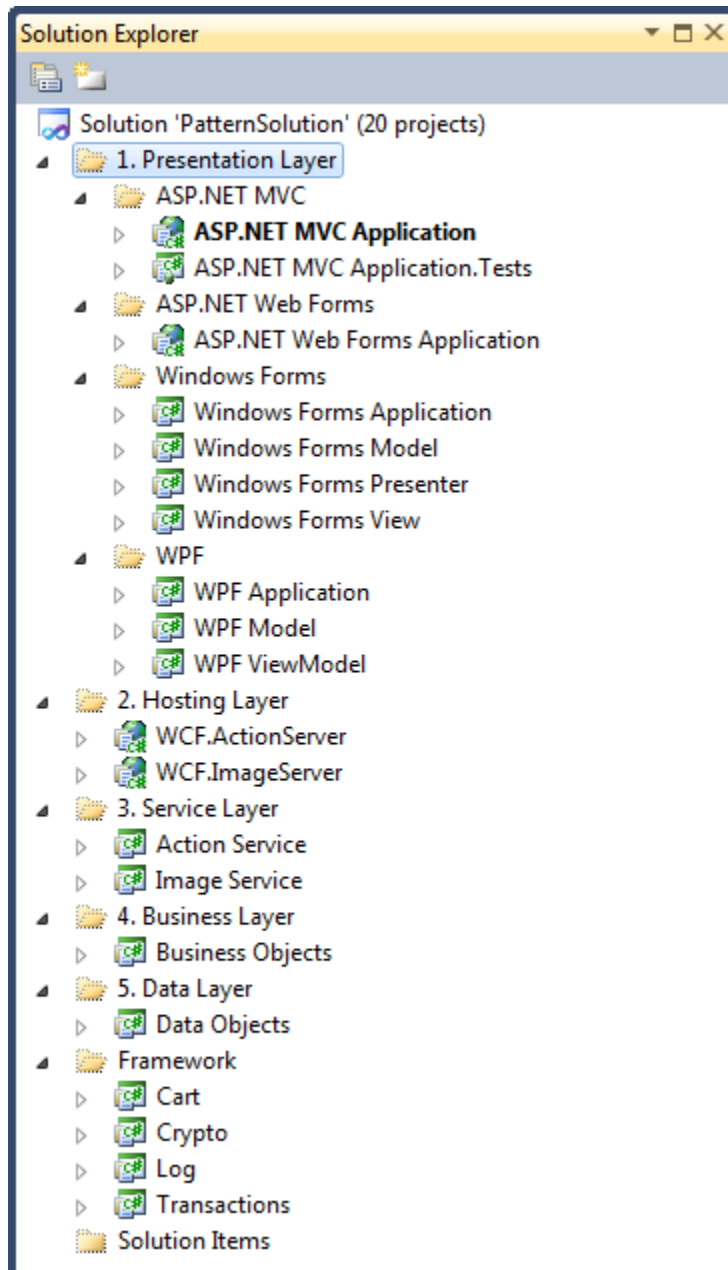 Solution Explorer
Solution 'PatternSolution' (20 projects)
1. Presentation Layer
ASP.NET MVC
ASP.NET MVC Application
ASP.NET MVC Application.Tests
ASP.NET Web Forms
ASP.NET Web Forms Application
Windows Forms
Windows Forms Application
Windows Forms Model
Windows Forms Presenter
Windows Forms View
WPF
WPF Application
WPF Model
WPF ViewModel
2. Hosting Layer
WCF.ActionServer
WCF.ImageServer
3. Service Layer
Action Service
Image Service
4. Business Layer
Business Objects
5. Data Layer
Data Objects
Framework
Cart
Crypto
Log
Transactions
Solution Items